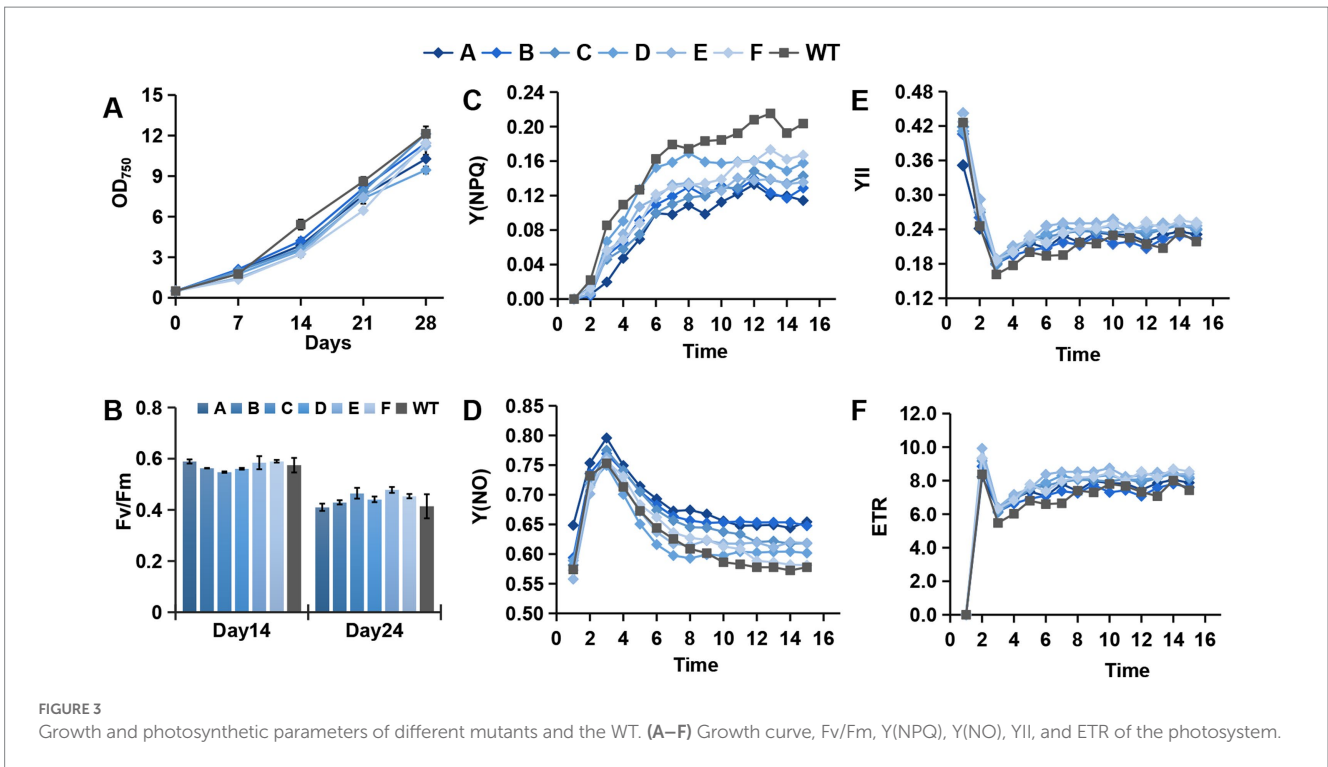 A B C D E F WT
A
15
12
9
6
3
0
OD750
0 7 14 21 28
Days
C
0.24
0.20
0.16
0.12
0.08
0.04
0.00
Y(NPQ)
0 2 4 6 8 10 12 14 16
Time
E
0.48
0.42
0.36
0.30
0.24
0.18
0.12
YII
0 2 4 6 8 10 12 14 16
Time
B
A B C D E F WT
0.8
0.6
0.4
0.2
0
Fv/Fm
Day14 Day24
D
0.85
0.80
0.75
0.70
0.65
0.60
0.55
0.50
Y(NO)
0 2 4 6 8 10 12 14 16
Time
F
12.0
10.0
8.0
6.0
4.0
2.0
0.0
ETR
0 2 4 6 8 10 12 14 16
Time
FIGURE 3
Growth and photosynthetic parameters of different mutants and the WT. (A–F) Growth curve, Fv/Fm, Y(NPQ), Y(NO), YII, and ETR of the photosystem.